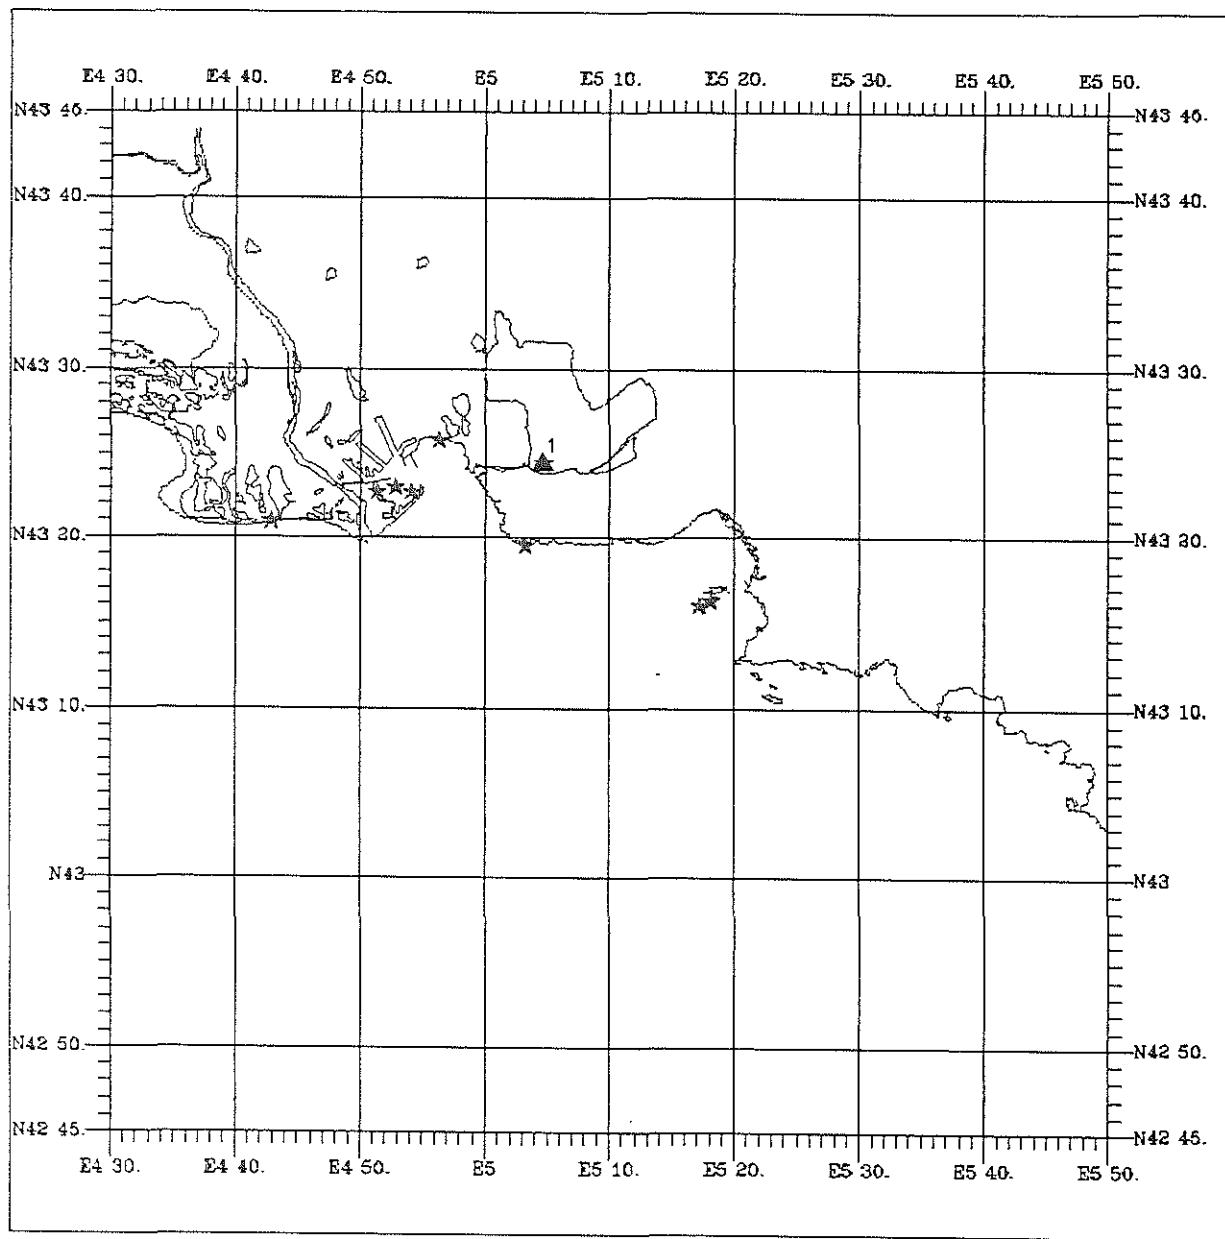 E4 30. E4 40. E4 50. E5 E5 10. E5 20. E5 30. E5 40. E5 50.
N43 46. N43 46.
N43 40. N43 40.
N43 30. N43 30.
1
N43 20. N43 20.
N43 10. N43 10.
N43 N43
N42 50. N42 50.
N42 45. N42 45.
E4 30. E4 40. E4 50. E5 E5 10. E5 20. E5 30. E5 40. E5 50.